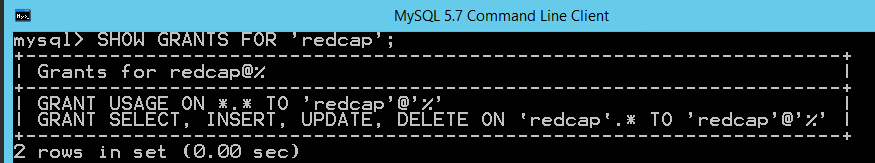 MySQL 5.7 Command Line Client
mysql> SHOW GRANTS FOR 'redcap';
+-----------------------------------------------------------------------+
| Grants for redcap@% |
+-----------------------------------------------------------------------+
| GRANT USAGE ON *.* TO 'redcap'@'%' |
| GRANT SELECT, INSERT, UPDATE, DELETE ON `redcap`.* TO 'redcap'@'%' |
+-----------------------------------------------------------------------+
2 rows in set (0.00 sec)